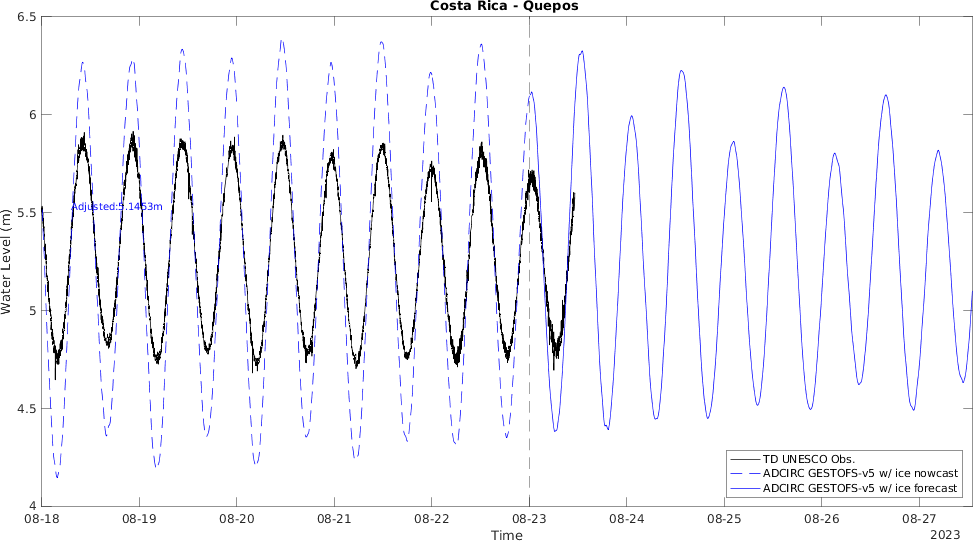 Costa Rica - Quepos
6.5
6
5.5
5
4.5
4
Water Level (m)
Adjusted:5.1453m
TD UNESCO Obs.
ADCIRC GESTOFS-v5 w/ ice nowcast
ADCIRC GESTOFS-v5 w/ ice forecast
08-18
08-19
08-20
08-21
08-22
08-23
08-24
08-25
08-26
08-27
Time
2023